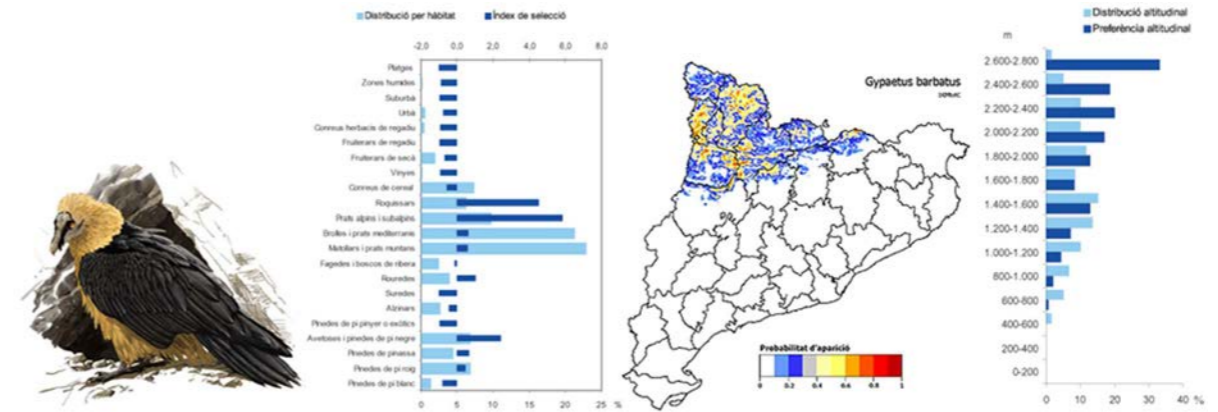 Distribució per hàbitat
Índex de selecció
-2,0 0,0 2,0 4,0 6,0 8,0
Platges
Zones humides
Suburbà
Urbà
Conreus herbacis de regadiu
Fruiterars de regadiu
Fruiterars de secà
Vinyes
Conreus de cereal
Roquissars
Prats alpins i subalpins
Brolles i prats mediterranis
Matollars i prats muntans
Fagedes i boscos de ribera
Rouredes
Suredes
Alzinars
Pinedes de pi pinyer o exòtics
Avetoses i pinedes de pi negre
Pinedes de pinassa
Pinedes de pi roig
Pinedes de pi blanc
0 5 10 15 20 25 %
Gypaetus barbatus
Probabilitat d'aparició
0 0.2 0.4 0.6 0.8 1
Distribució altitudinal
Preferència altitudinal
m
2.600-2.800
2.400-2.600
2.200-2.400
2.000-2.200
1.800-2.000
1.600-1.800
1.400-1.600
1.200-1.400
1.000-1.200
800-1.000
600-800
400-600
200-400
0-200
0 10 20 30 40 %